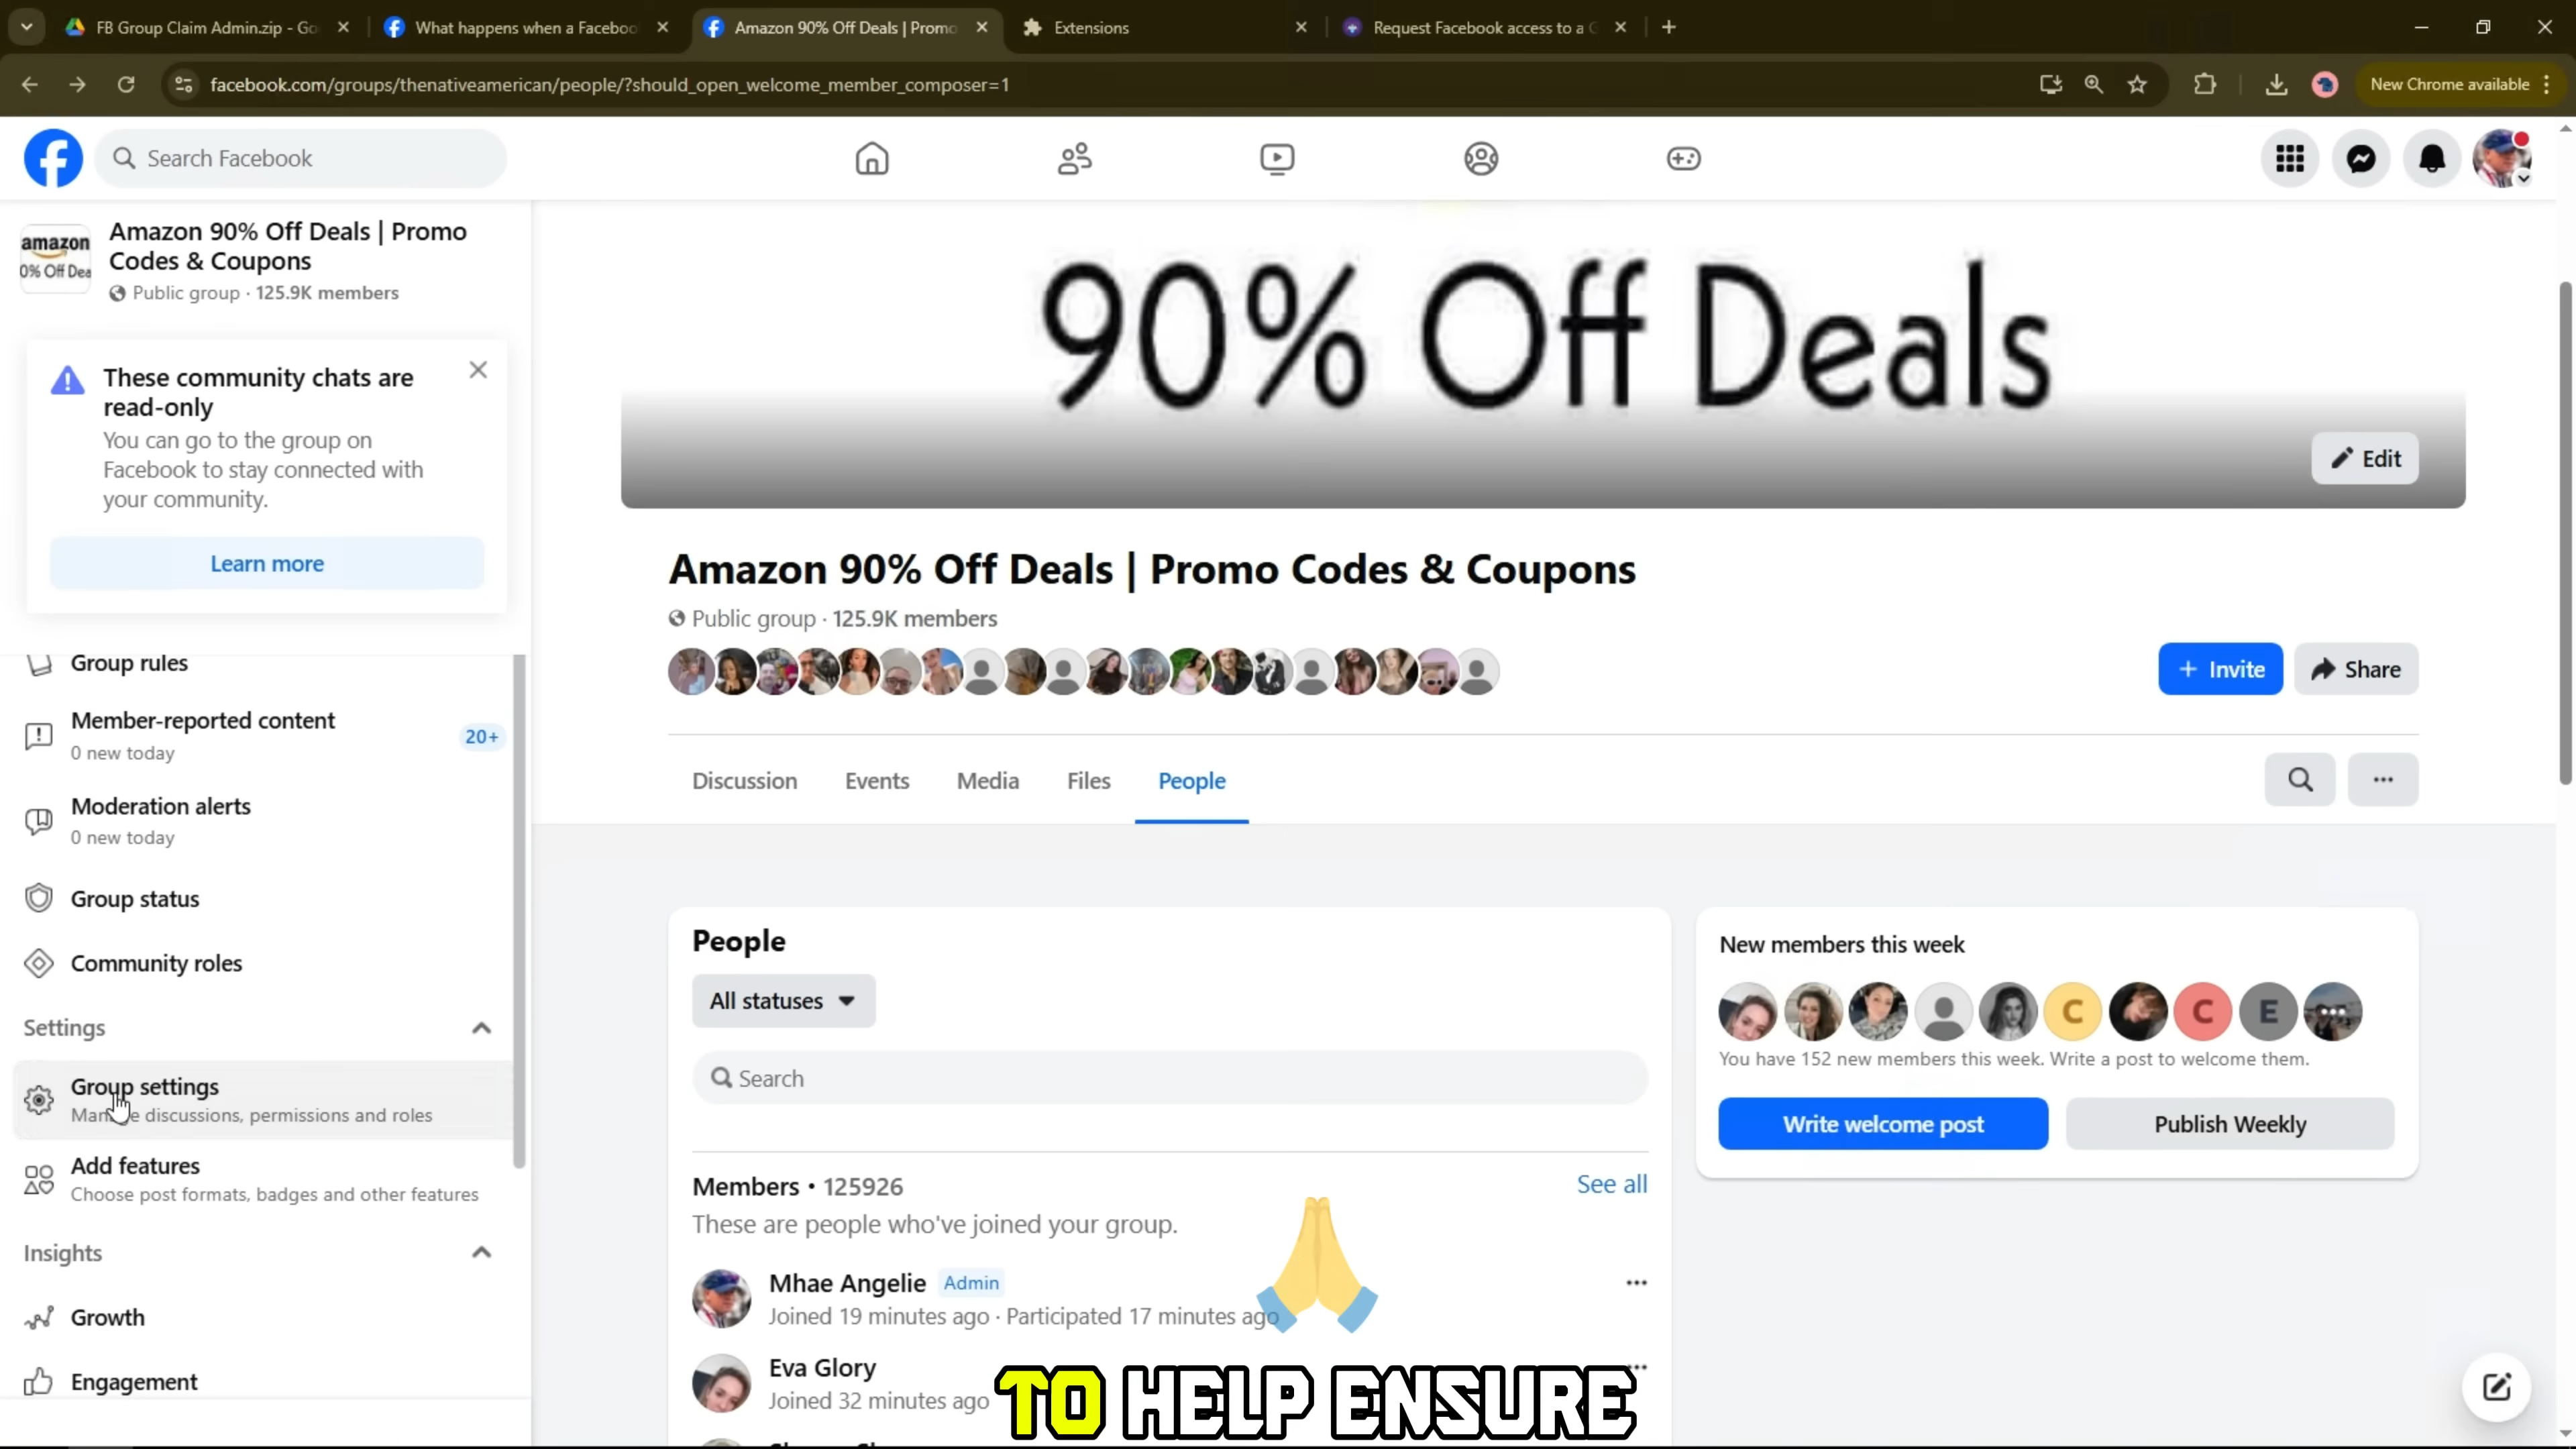 FB Group Claim Admin.zip - Go
What happens when a Faceboo
Amazon 90% Off Deals | Promo
Extensions
Request Facebook access to a G
facebook.com/groups/thenativeamerican/people/?should_open_welcome_member_composer=1
New Chrome available
Search Facebook
amazon
0% Off Dea
Amazon 90% Off Deals | Promo
Codes & Coupons
Public group · 125.9K members
These community chats are
read-only
You can go to the group on
Facebook to stay connected with
your community.
Learn more
Group rules
Member-reported content
0 new today
20+
Moderation alerts
0 new today
Group status
Community roles
Settings
Group settings
Manage discussions, permissions and roles
Add features
Choose post formats, badges and other features
Insights
Growth
Engagement
90% Off Deals
Edit
Amazon 90% Off Deals | Promo Codes & Coupons
Public group · 125.9K members
+ Invite
Share
Discussion
Events
Media
Files
People
People
All statuses
Search
Members · 125926
See all
These are people who've joined your group.
Mhae Angelie Admin
Joined 19 minutes ago · Participated 17 minutes ago
Eva Glory
Joined 32 minutes ago
New members this week
C
C
E
You have 152 new members this week. Write a post to welcome them.
Write welcome post
Publish Weekly
TO HELP ENSURE